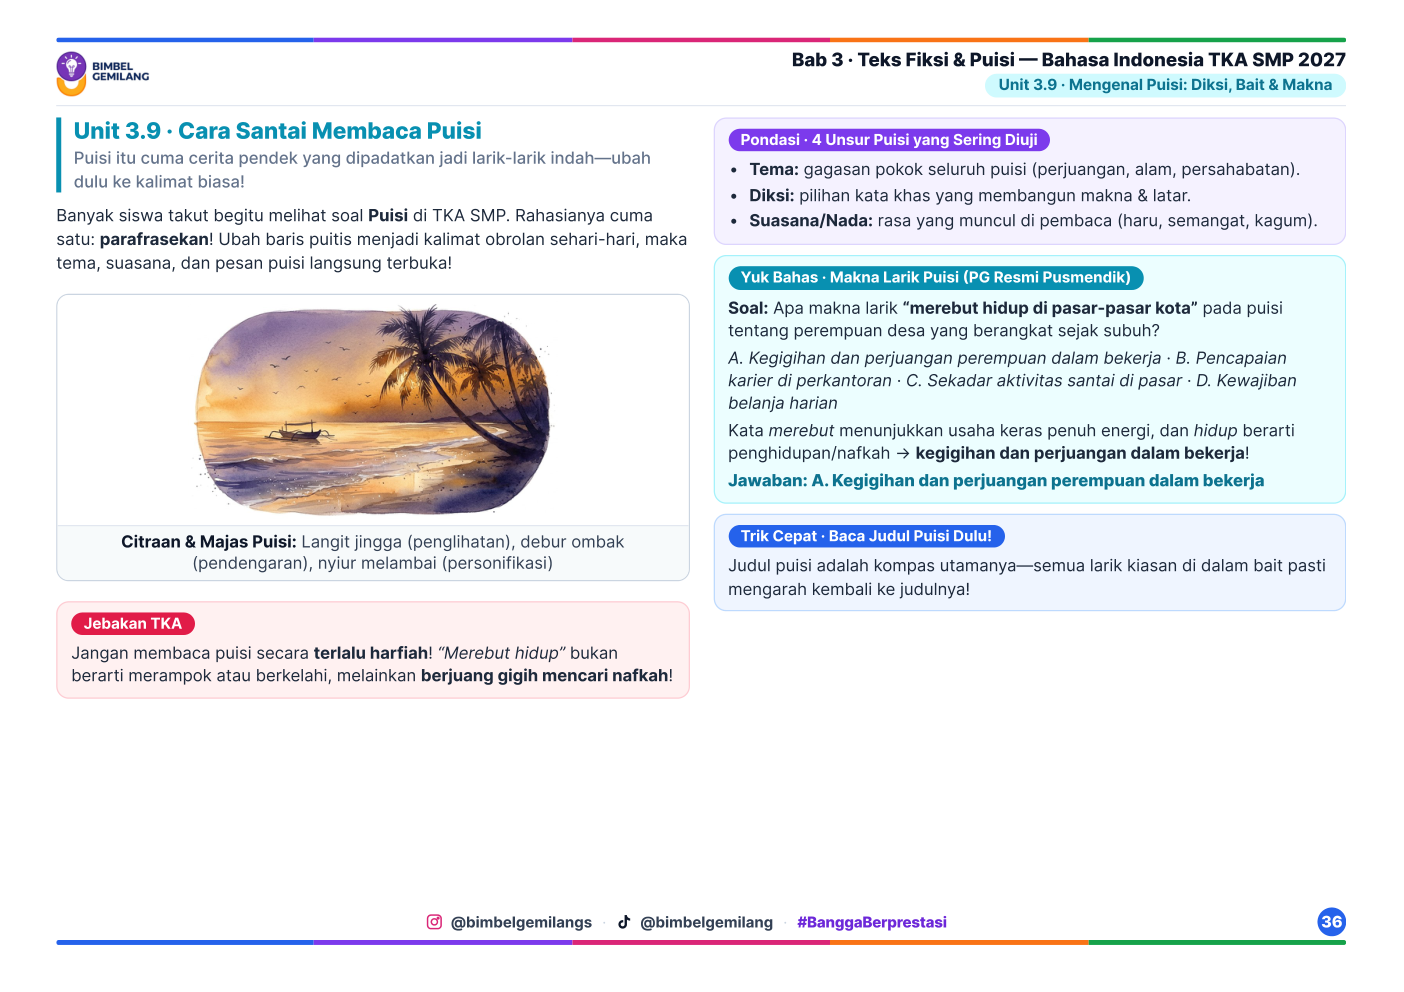 BIMBEL
GEMILANG
Bab 3 · Teks Fiksi & Puisi — Bahasa Indonesia TKA SMP 2027
Unit 3.9 · Mengenal Puisi: Diksi, Bait & Makna
Unit 3.9 · Cara Santai Membaca Puisi
Puisi itu cuma cerita pendek yang dipadatkan jadi larik-larik indah—ubah
dulu ke kalimat biasa!
Banyak siswa takut begitu melihat soal Puisi di TKA SMP. Rahasianya cuma
satu: parafrasekan! Ubah baris puitis menjadi kalimat obrolan sehari-hari, maka
tema, suasana, dan pesan puisi langsung terbuka!
Citraan & Majas Puisi: Langit jingga (penglihatan), debur ombak
(pendengaran), nyiur melambai (personifikasi)
Jebakan TKA
Jangan membaca puisi secara terlalu harfiah! “Merebut hidup” bukan
berarti merampok atau berkelahi, melainkan berjuang gigih mencari nafkah!
Pondasi · 4 Unsur Puisi yang Sering Diuji
• Tema: gagasan pokok seluruh puisi (perjuangan, alam, persahabatan).
• Diksi: pilihan kata khas yang membangun makna & latar.
• Suasana/Nada: rasa yang muncul di pembaca (haru, semangat, kagum).
Yuk Bahas · Makna Larik Puisi (PG Resmi Pusmendik)
Soal: Apa makna larik “merebut hidup di pasar-pasar kota” pada puisi
tentang perempuan desa yang berangkat sejak subuh?
A. Kegigihan dan perjuangan perempuan dalam bekerja · B. Pencapaian
karier di perkantoran · C. Sekadar aktivitas santai di pasar · D. Kewajiban
belanja harian
Kata merebut menunjukkan usaha keras penuh energi, dan hidup berarti
penghidupan/nafkah → kegigihan dan perjuangan dalam bekerja!
Jawaban: A. Kegigihan dan perjuangan perempuan dalam bekerja
Trik Cepat · Baca Judul Puisi Dulu!
Judul puisi adalah kompas utamanya—semua larik kiasan di dalam bait pasti
mengarah kembali ke judulnya!
@bimbelgemilangs · @bimbelgemilang · #BanggaBerprestasi
36